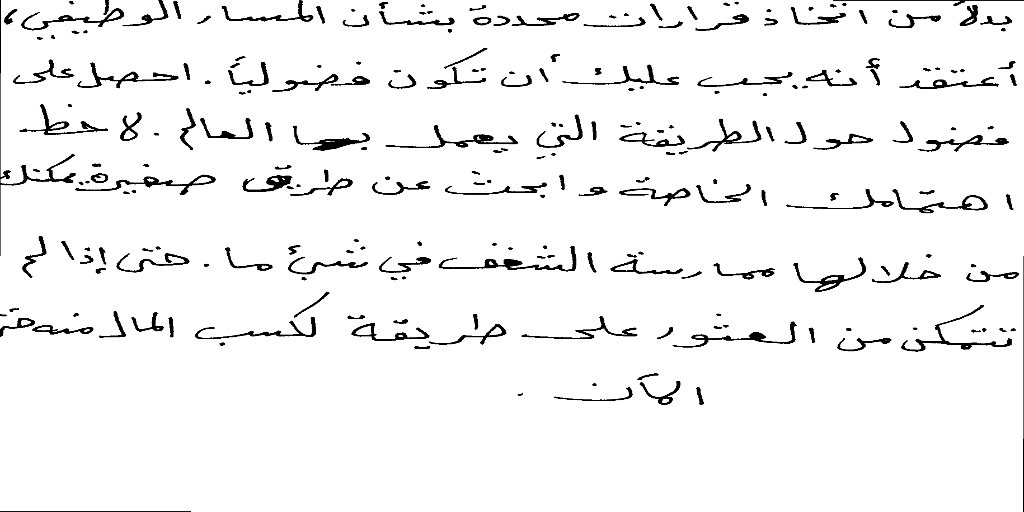 بدلاً من اتخاذ قرارات محددة بشأن المسار الوظيفي،
أعتقد أنه يجب عليك أن تكون فضولياً. احصل على
فضول حول الطريقة التي يعمل بها العالم. لاحظ
اهتمامك الخاصة وابحث عن طريق صغيرة يمكنك
من خلالها ممارسة الشغف في شيء ما. حتى إذا لم
تتمكن من العثور على طريقة لكسب المال منه حتى
الآن.